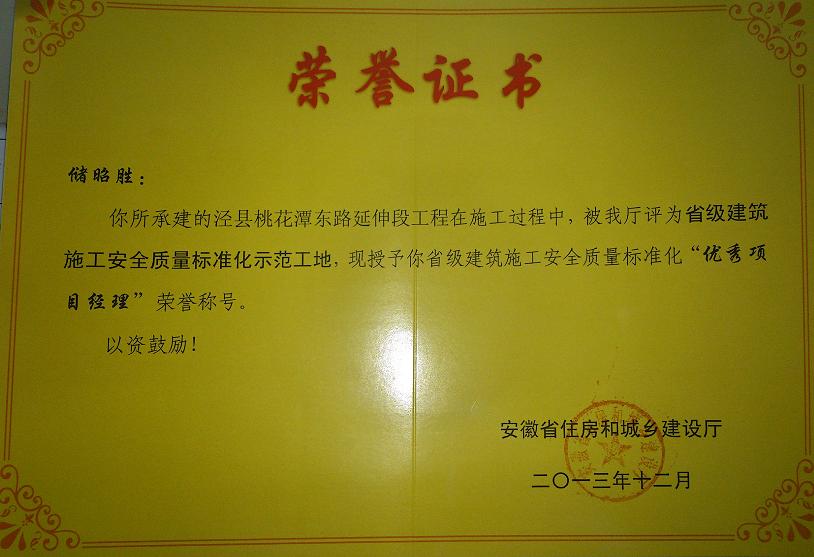 荣誉证书
储昭胜：
你所承建的泾县桃花潭东路延伸段工程在施工过程中，被我厅评为省级建筑
施工安全质量标准化示范工地，现授予你省级建筑施工安全质量标准化“优秀项
目经理”荣誉称号。
以资鼓励！
安徽省住房和城乡建设厅
二〇一三年十二月